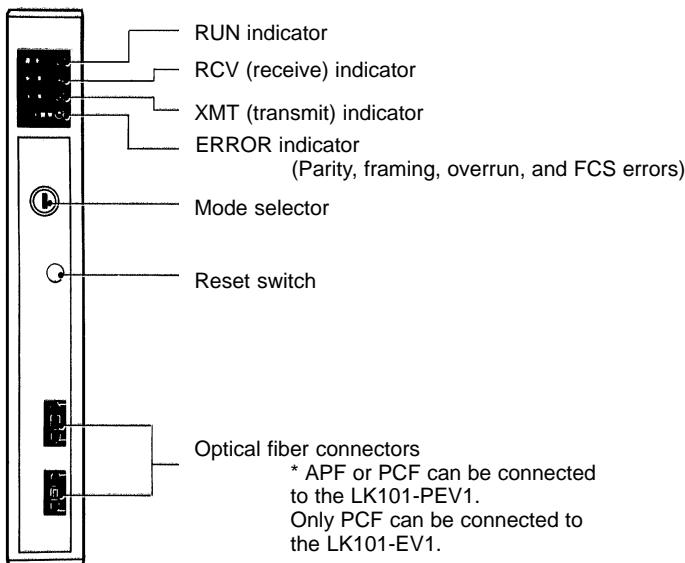 RUN indicator
RCV (receive) indicator
XMT (transmit) indicator
ERROR indicator
(Parity, framing, overrun, and FCS errors)
Mode selector
Reset switch
Optical fiber connectors
* APF or PCF can be connected
to the LK101-PEV1.
Only PCF can be connected to
the LK101-EV1.